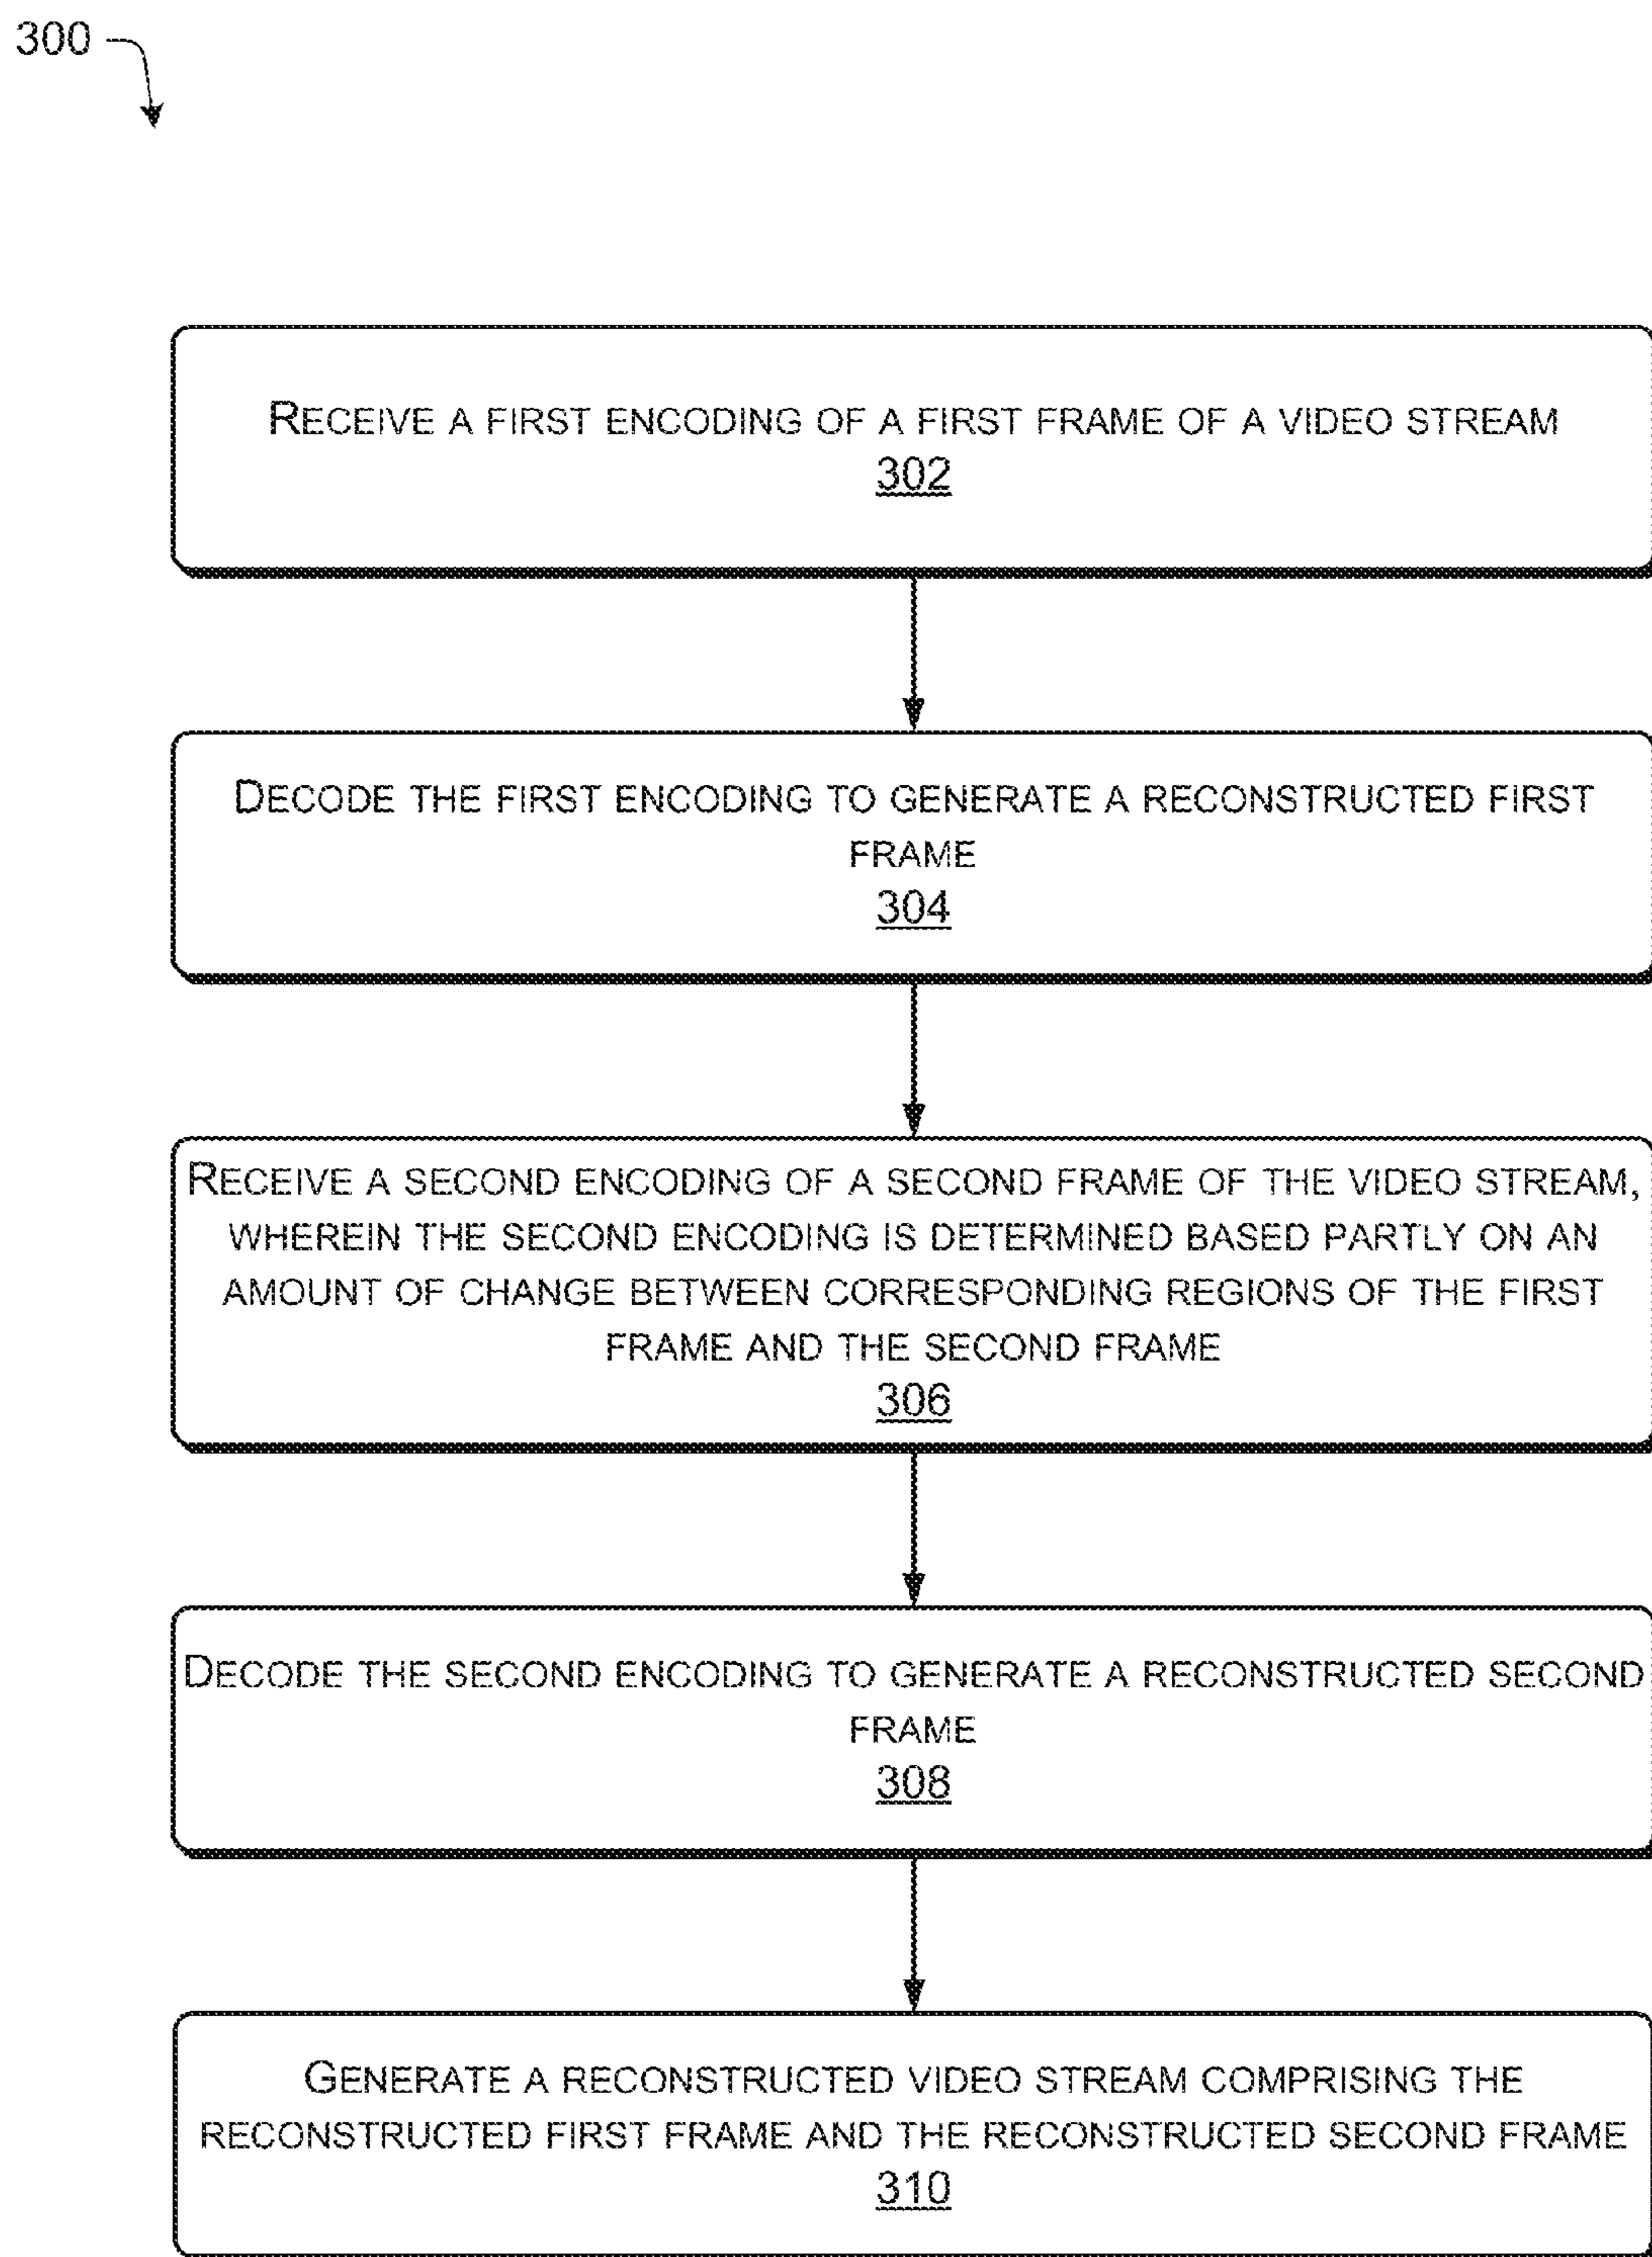 300
RECEIVE A FIRST ENCODING OF A FIRST FRAME OF A VIDEO STREAM
302
DECODE THE FIRST ENCODING TO GENERATE A RECONSTRUCTED FIRST
FRAME
304
RECEIVE A SECOND ENCODING OF A SECOND FRAME OF THE VIDEO STREAM,
WHEREIN THE SECOND ENCODING IS DETERMINED BASED PARTLY ON AN
AMOUNT OF CHANGE BETWEEN CORRESPONDING REGIONS OF THE FIRST
FRAME AND THE SECOND FRAME
306
DECODE THE SECOND ENCODING TO GENERATE A RECONSTRUCTED SECOND
FRAME
308
GENERATE A RECONSTRUCTED VIDEO STREAM COMPRISING THE
RECONSTRUCTED FIRST FRAME AND THE RECONSTRUCTED SECOND FRAME
310